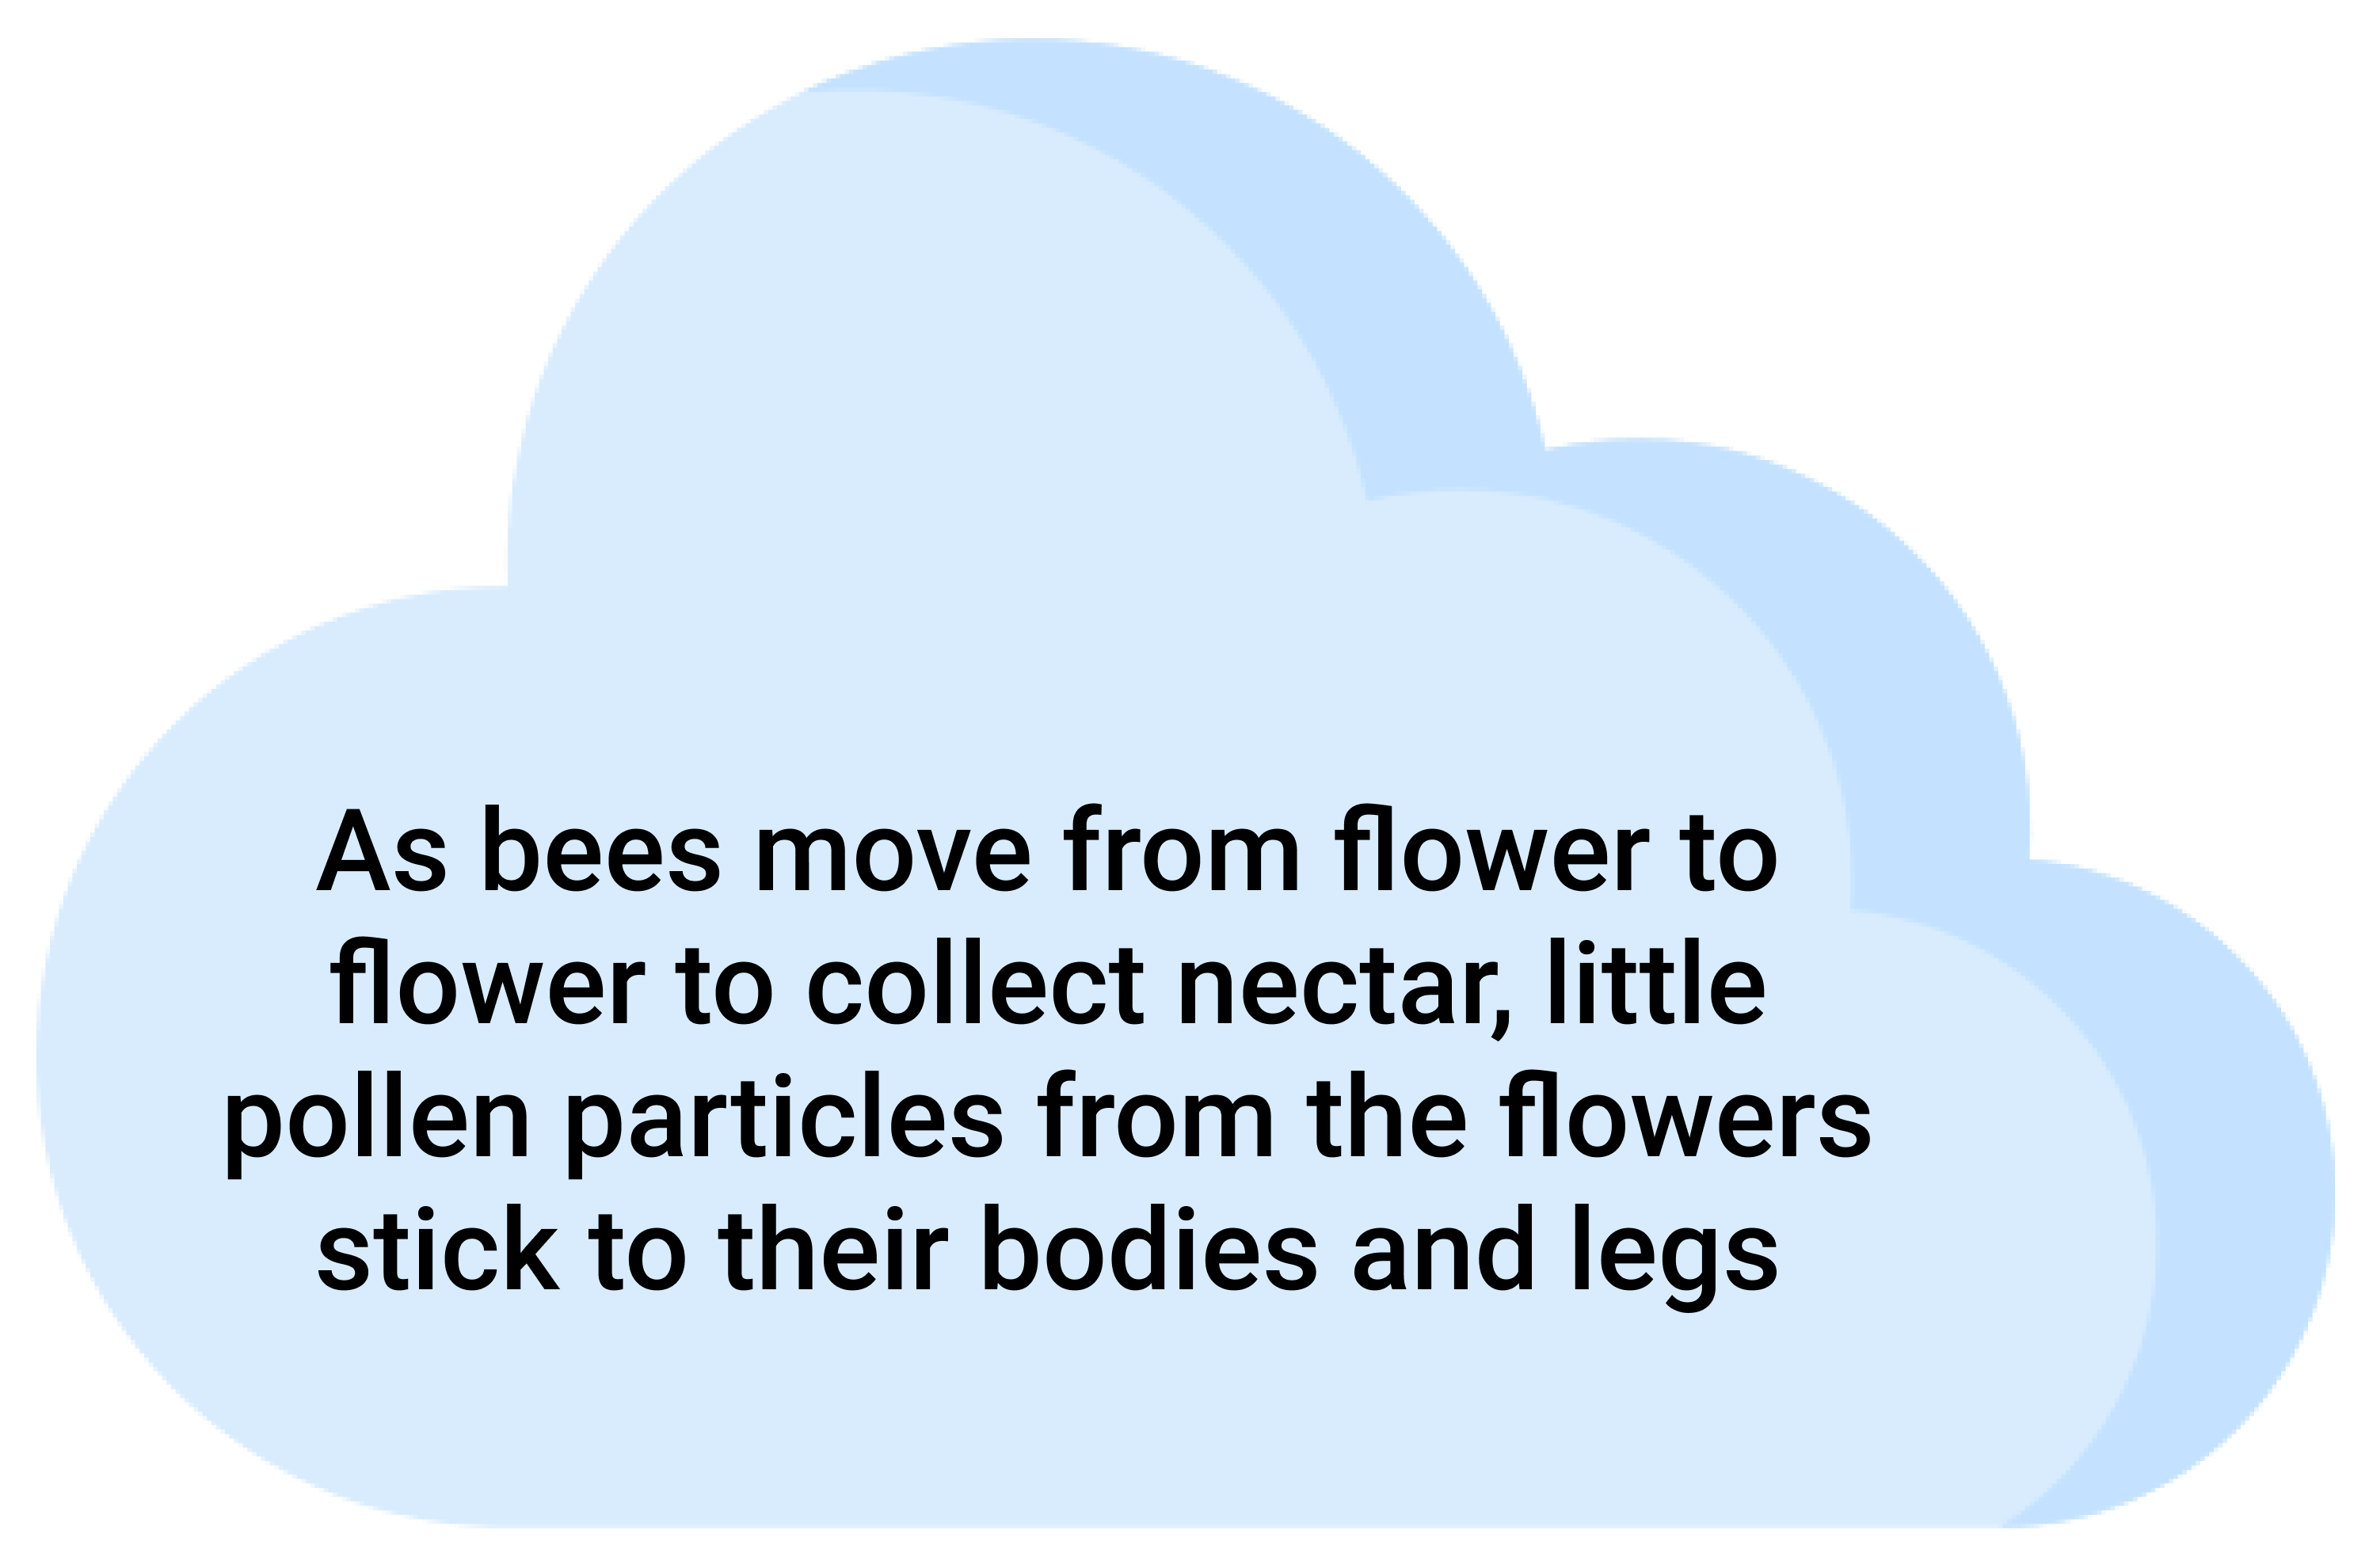 As bees move from flower to
flower to collect nectar, little
pollen particles from the flowers
stick to their bodies and legs